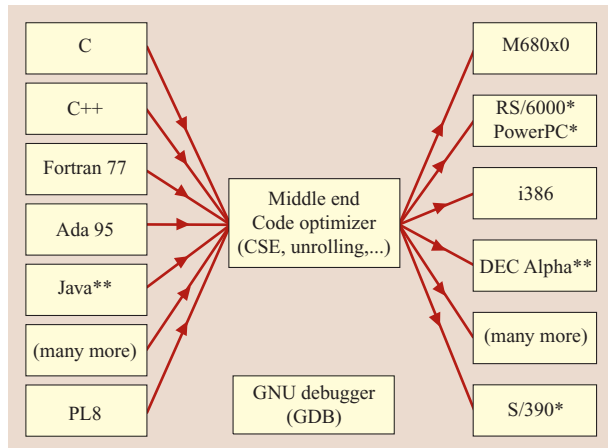 C
C++
Fortran 77
Ada 95
Java**
(many more)
PL8
Middle end
Code optimizer
(CSE, unrolling,...)
GNU debugger
(GDB)
M680x0
RS/6000*
PowerPC*
i386
DEC Alpha**
(many more)
S/390*